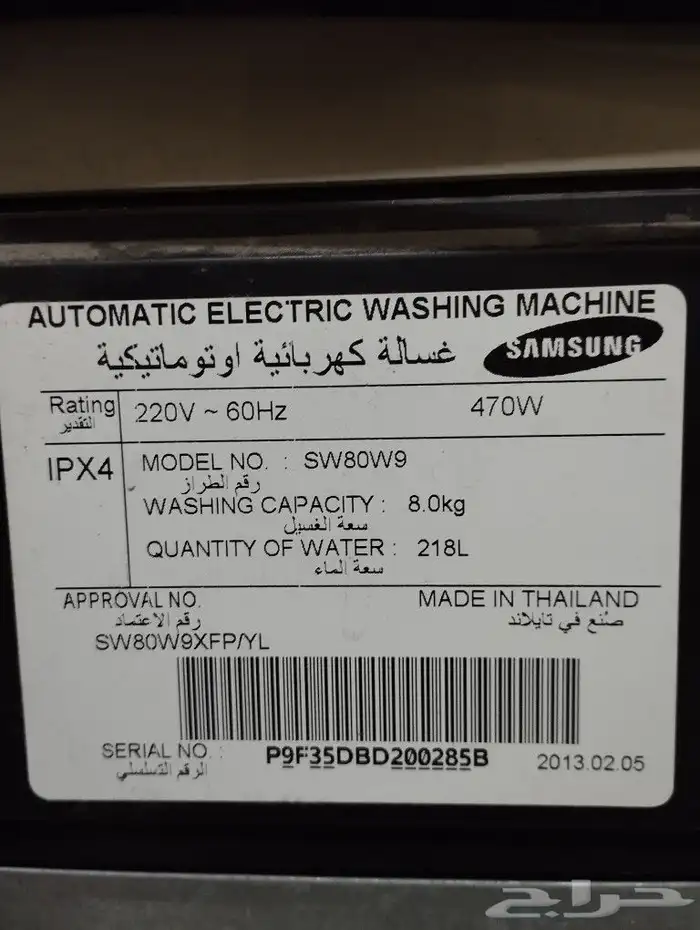 AUTOMATIC ELECTRIC WASHING MACHINE
غسالة كهربائية اوتوماتيكية SAMSUNG
Rating 220V ~ 60Hz 470W
التقدير
IPX4 MODEL NO. : SW80W9
رقم الطراز
WASHING CAPACITY : 8.0kg
سعة الغسيل
QUANTITY OF WATER : 218L
سعة الماء
APPROVAL NO. MADE IN THAILAND
رقم الاعتماد صُنع في تايلاند
SW80W9XFP/YL
SERIAL NO. : P9F35DBD200285B 2013.02.05
الرقم التسلسلي
حراج